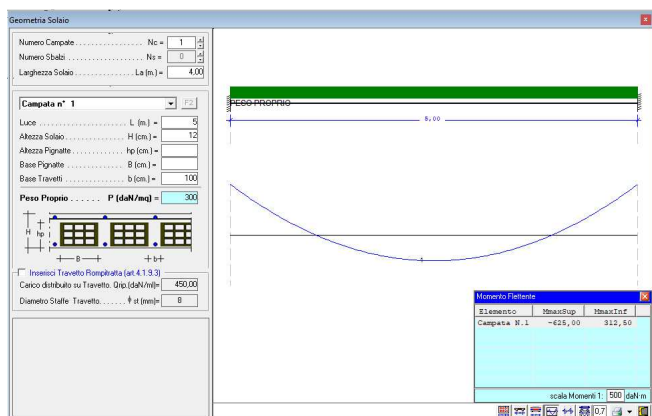 Geometria Solaio
Numero Campate . . . . . . . . . . . . . . . Nc = 1
Numero Sbalzi . . . . . . . . . . . . . . . . Ns = 0
Larghezza Solaio . . . . . . . . . . . . La (m.) = 4,00
Campata n° 1 F2
Luce . . . . . . . . . . . . . . . . . . . . . L (m.) = 5
Altezza Solaio . . . . . . . . . . . . . . H (cm.) = 12
Altezza Pignatte . . . . . . . . . . . . hp (cm.) =
Base Pignatte . . . . . . . . . . . . . . B (cm.) =
Base Travetti . . . . . . . . . . . . . . b (cm.) = 100
Peso Proprio . . . . . . P (daN/mq) = 300
H hp
B b
Inserisci Travetto Rompitratta (art.4.1.9.3)
Carico distribuito su Travetto. Qrip.(daN/ml)= 450,00
Diametro Staffe Travetto. . . . . . . ϕ st (mm)= 8
PESO PROPRIO
5,00
Momento Flettente
Elemento MmaxSup MmaxInf
Campata N.1 -625,00 312,50
scala Momenti 1: 500 daN·m
0,7